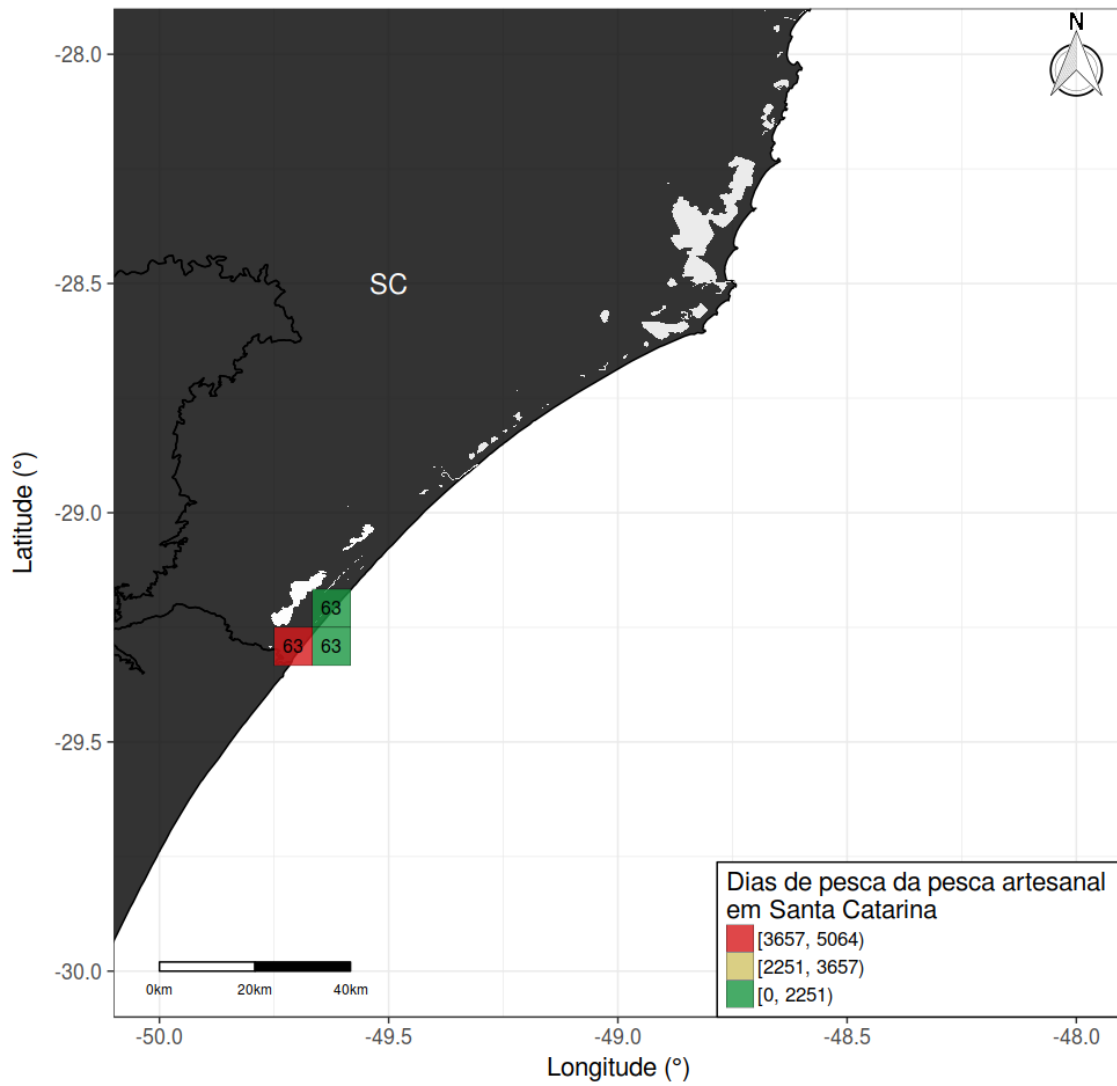 N
-28.0
SC
-28.5
Latitude (°)
-29.0
63
63 63
-29.5
Dias de pesca da pesca artesanal
em Santa Catarina
[3657, 5064)
[2251, 3657)
[0, 2251)
-30.0
0km 20km 40km
-50.0 -49.5 -49.0 -48.5 -48.0
Longitude (°)